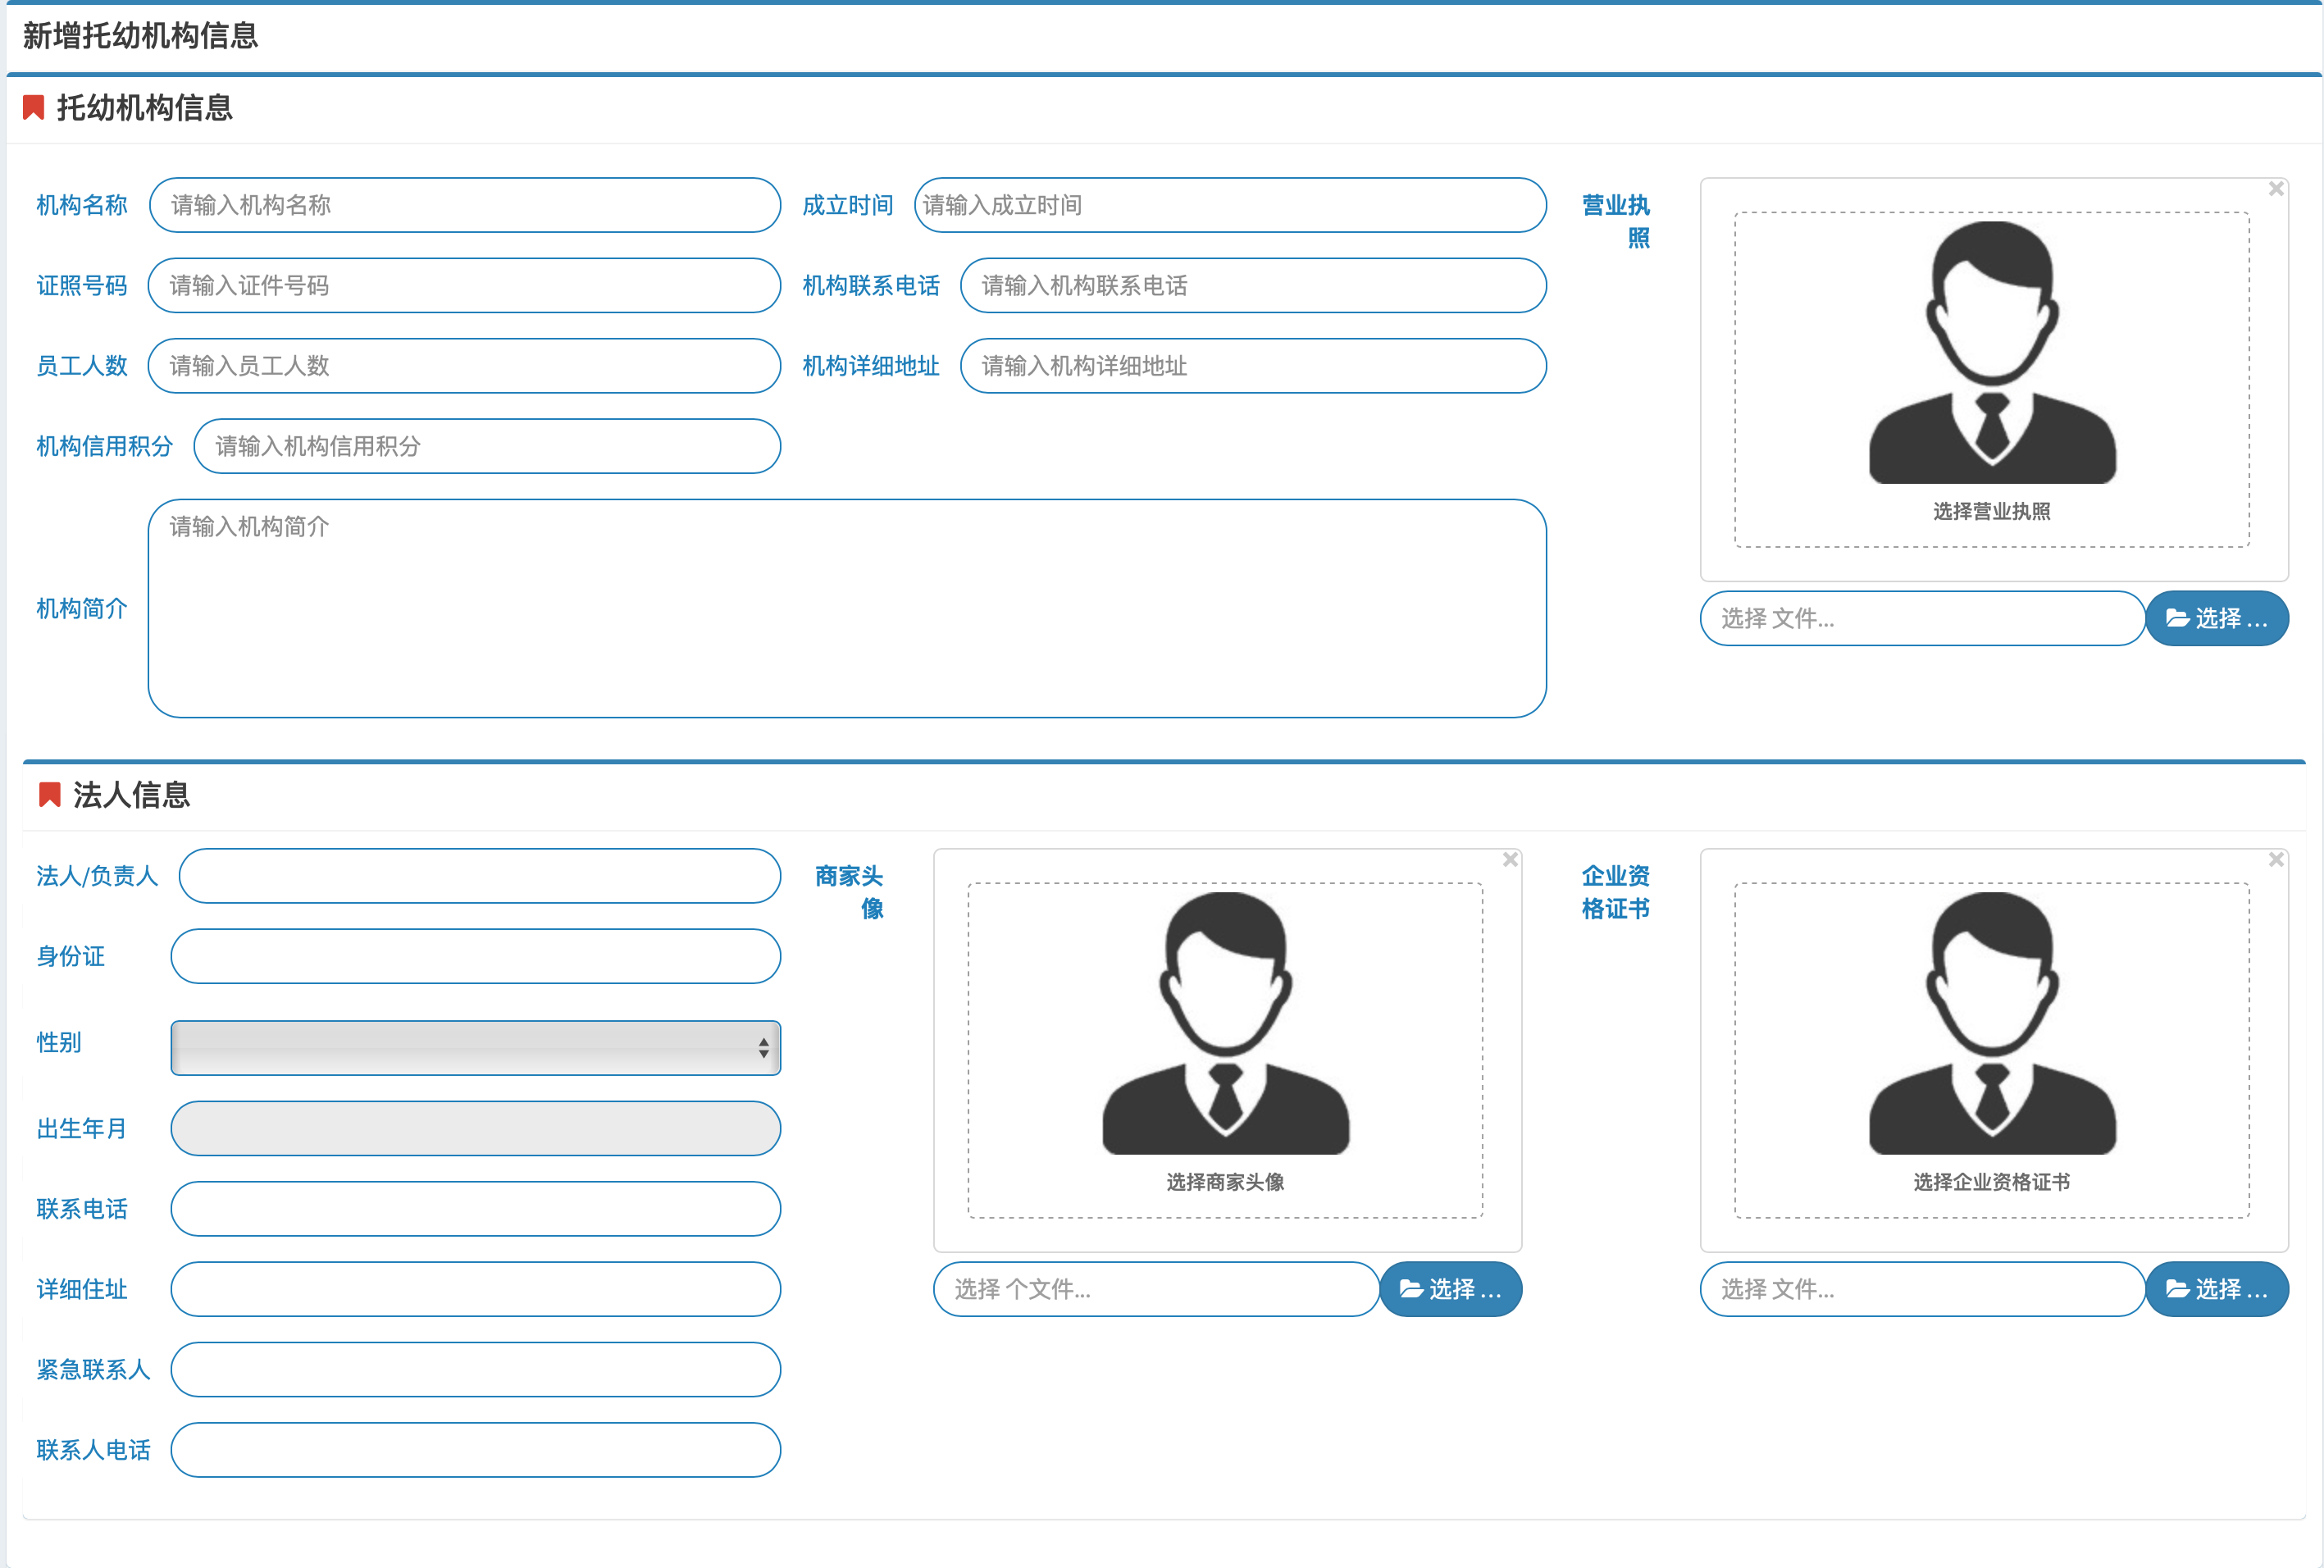 新增托幼机构信息
托幼机构信息
机构名称 请输入机构名称 成立时间 请输入成立时间 营业执
照
证照号码 请输入证件号码 机构联系电话 请输入机构联系电话
员工人数 请输入员工人数 机构详细地址 请输入机构详细地址
机构信用积分 请输入机构信用积分
选择营业执照
请输入机构简介
机构简介
选择 文件... 选择 ...
法人信息
法人/负责人 商家头
像
企业资
格证书
身份证
性别
出生年月
选择商家头像 选择企业资格证书
联系电话
详细住址 选择 个文件... 选择 ... 选择 文件... 选择 ...
紧急联系人
联系人电话